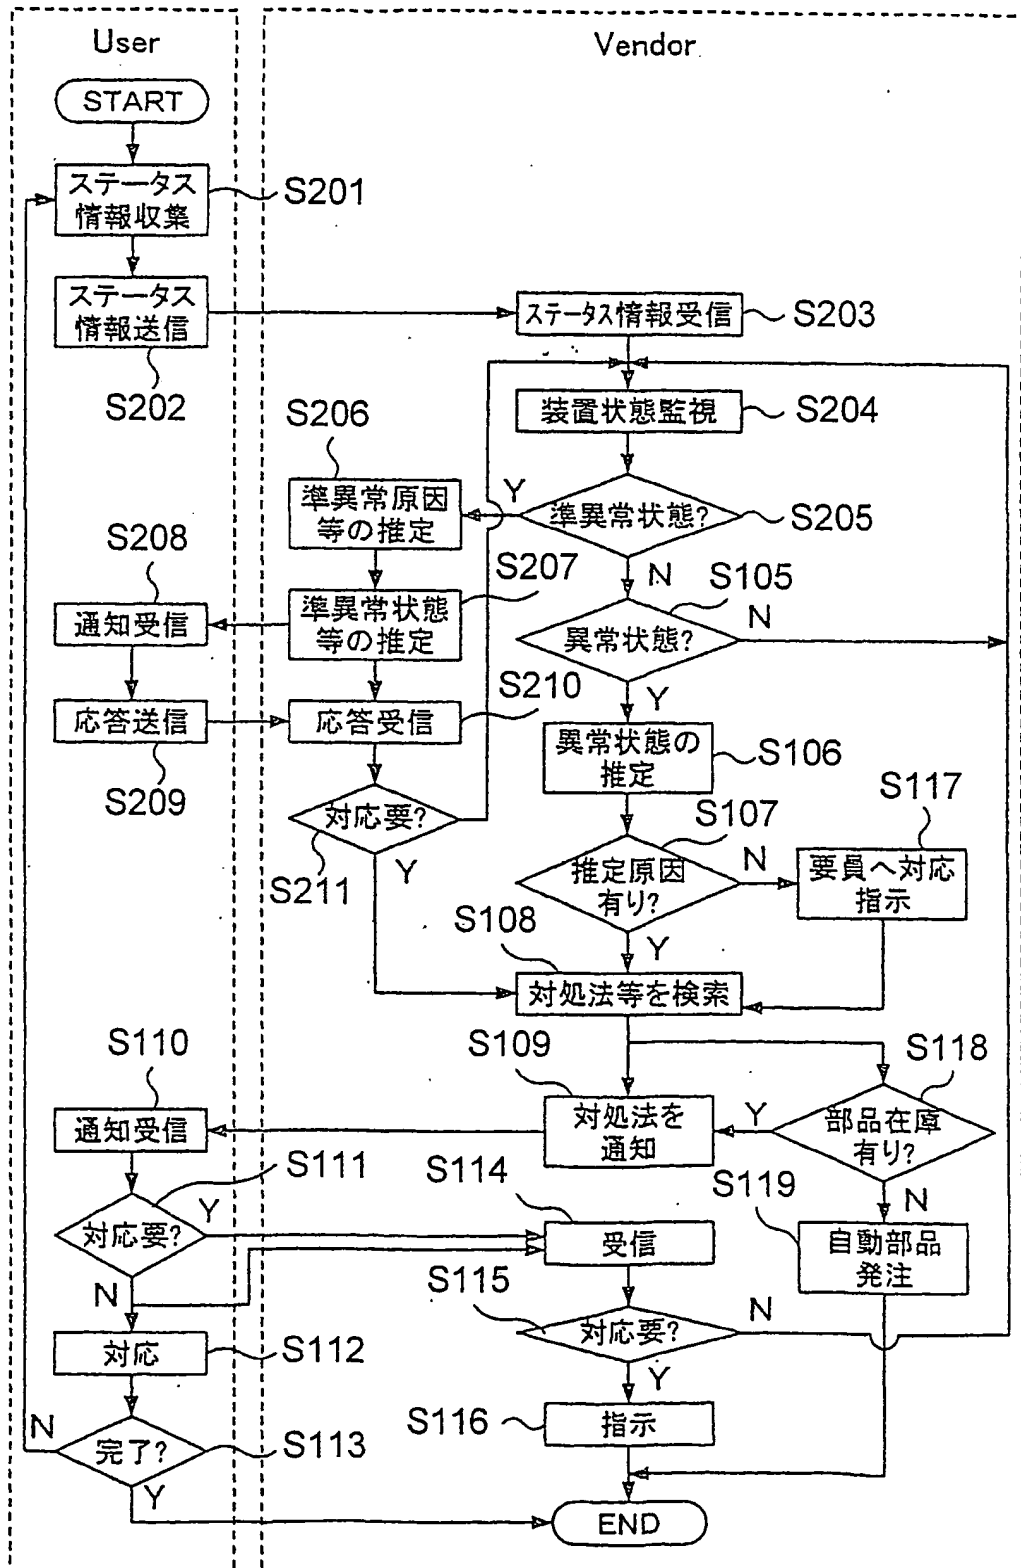 User
Vendor
START
ステータス
情報収集
S201
ステータス
情報送信
S202
ステータス情報受信
S203
装置状態監視
S204
S206
準異常原因
等の推定
Y
準異常状態?
S205
N
S208
通知受信
S207
準異常状態
等の推定
S105
異常状態?
N
Y
応答送信
S209
S210
応答受信
異常状態の
推定
S106
対応要?
S211
Y
S107
推定原因
有り?
N
Y
S117
要員へ対応
指示
S108
対処法等を検索
S110
通知受信
S109
対処法を
通知
Y
S118
部品在庫
有り?
N
S111
対応要?
Y
N
S114
受信
S119
自動部品
発注
S115
対応要?
N
Y
対応
S112
S116
指示
N
完了?
S113
Y
END